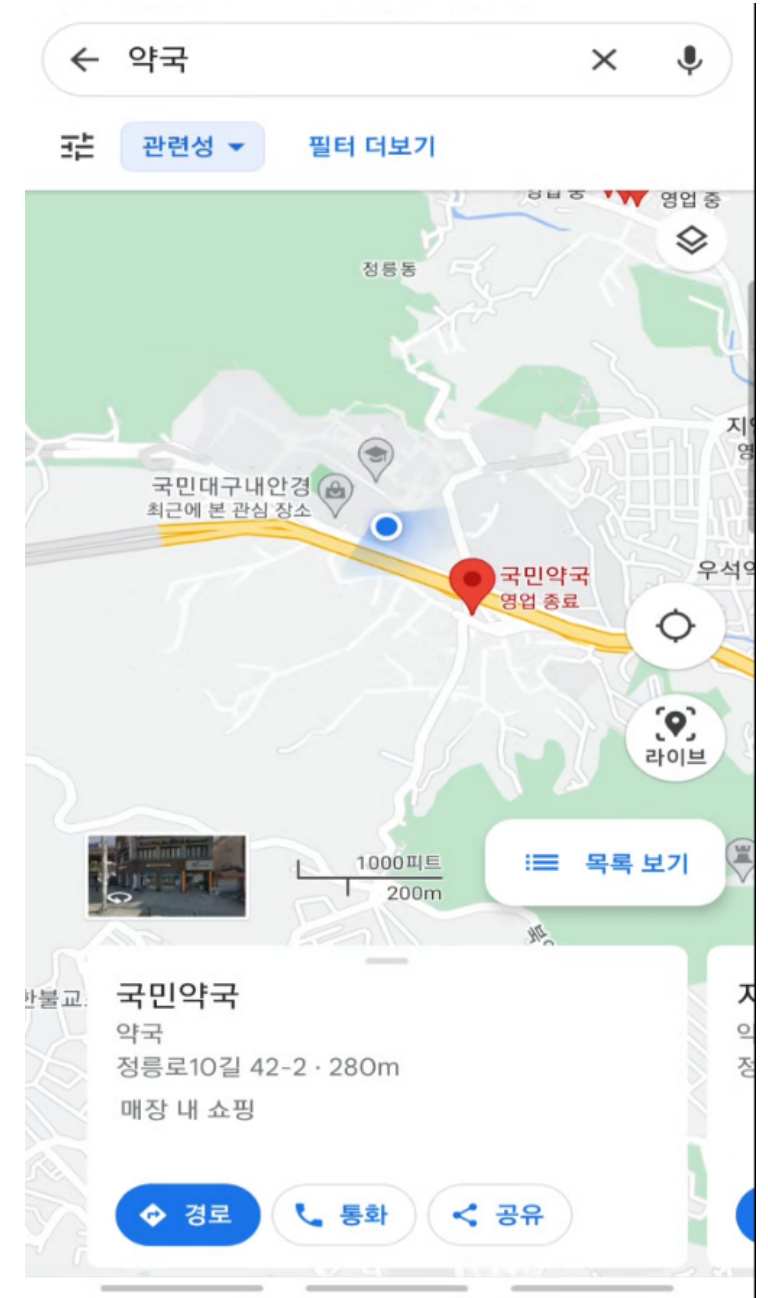 약국
관련성
필터 더보기
영업 중
영업 중
정릉동
국민대구내안경
최근에 본 관심 장소
국민약국
영업 종료
라이브
1000피트
200m
목록 보기
국민약국
약국
정릉로10길 42-2 · 280m
매장 내 쇼핑
경로
통화
공유